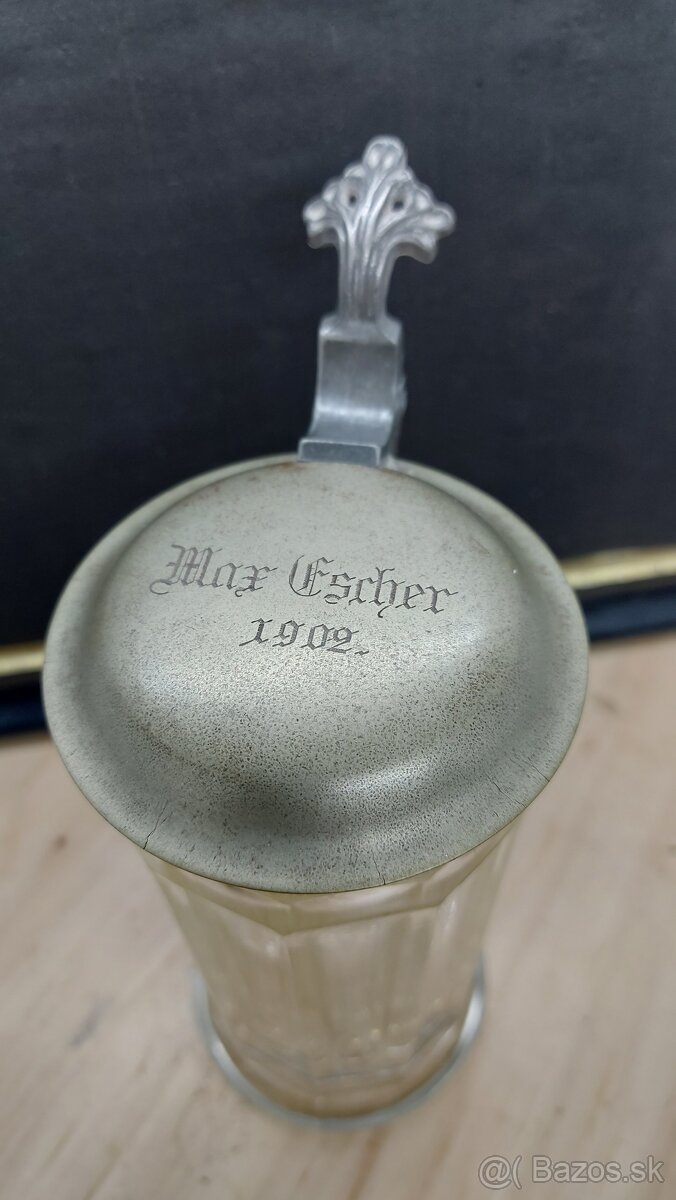 Max Escher
1902.
@( Bazos.sk